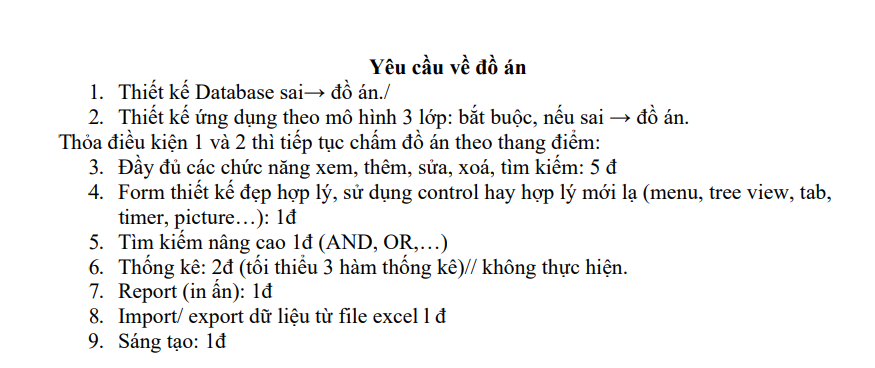 Yêu cầu về đồ án
1. Thiết kế Database sai→ đồ án./
2. Thiết kế ứng dụng theo mô hình 3 lớp: bắt buộc, nếu sai → đồ án.
Thỏa điều kiện 1 và 2 thì tiếp tục chấm đồ án theo thang điểm:
3. Đầy đủ các chức năng xem, thêm, sửa, xoá, tìm kiếm: 5 đ
4. Form thiết kế đẹp hợp lý, sử dụng control hay hợp lý mới lạ (menu, tree view, tab,
timer, picture…): 1đ
5. Tìm kiếm nâng cao 1đ (AND, OR,…)
6. Thống kê: 2đ (tối thiểu 3 hàm thống kê)// không thực hiện.
7. Report (in ấn): 1đ
8. Import/ export dữ liệu từ file excel 1 đ
9. Sáng tạo: 1đ